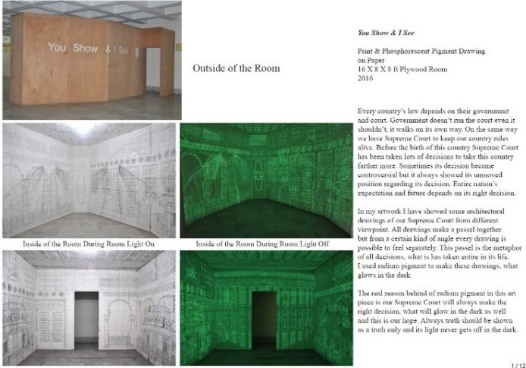 You Show & I See
Outside of the Room
Inside of the Room During Room Light On
Inside of the Room During Room Light Off
You Show & I See
Print & Phosphorescent Pigment Drawing
on Paper
16 X 8 X 8 ft Plywood Room
2016
Every country's law depends on their government
and court. Government doesn't run the court even it
shouldn't, it walks on its own way. On the same way
we have Supreme Court to keep our country rules
alive. Before the birth of this country Supreme Court
has been taken lots of decisions to take this country
farther more. Sometimes its decision became
controversial but it always showed its unmoved
position regarding its decision. Entire nation's
expectation and future depends on its right decision.
In my artwork I have showed some architectural
drawings of our Supreme Court from different
viewpoint. All drawings make a passel together
but from a certain kind of angle every drawing is
possible to feel separately. This passel is the metaphor
of all decisions, what is has taken entire in its life.
I used radium pigment to make these drawings, what
glows in the dark.
The real reason behind of radium pigment in this art
piece is our Supreme Court will always make the
right decision, what will glow in the dark as well
and this is our hope. Always truth should be shown
as a truth only and its light never gets off in the dark.
1 / 12